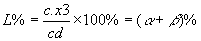 L% = c.x3/cd ×100% = (α + β)%